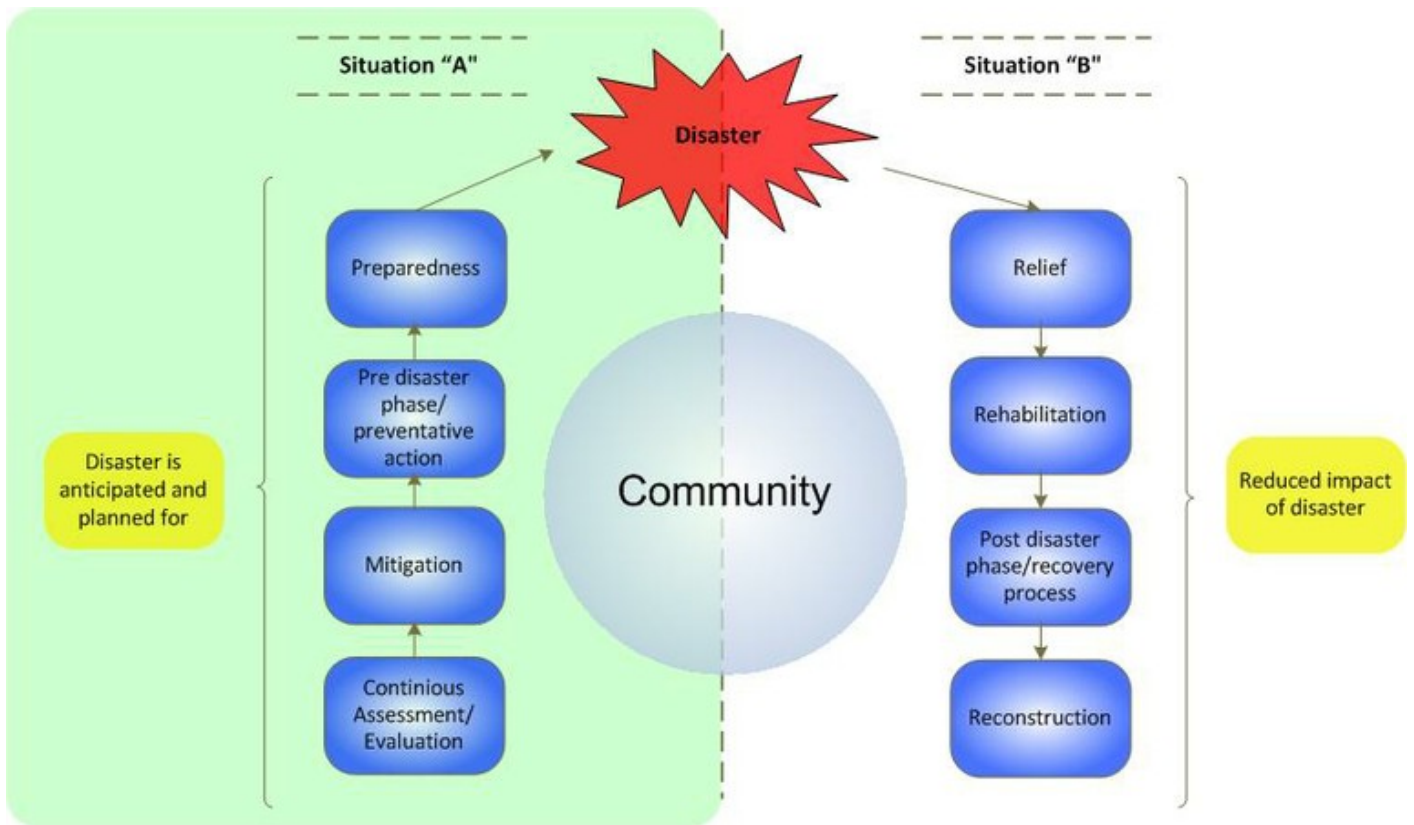 Situation “A"
Situation “B"
Disaster
Preparedness
Pre disaster
phase/
preventative
action
Mitigation
Continious
Assessment/
Evaluation
Disaster is
anticipated and
planned for
Community
Relief
Rehabilitation
Post disaster
phase/recovery
process
Reconstruction
Reduced impact
of disaster